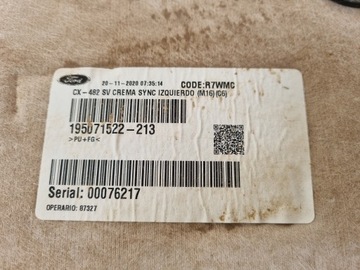 Ford
20-11-2020 07:35:14 CODE:R7WMC
CX-482 SV CREMA SYNC IZQUIERDO (M16)(C6)
195071522-213
>PU+FG<
Serial: 00076217
OPERARIO: 87327